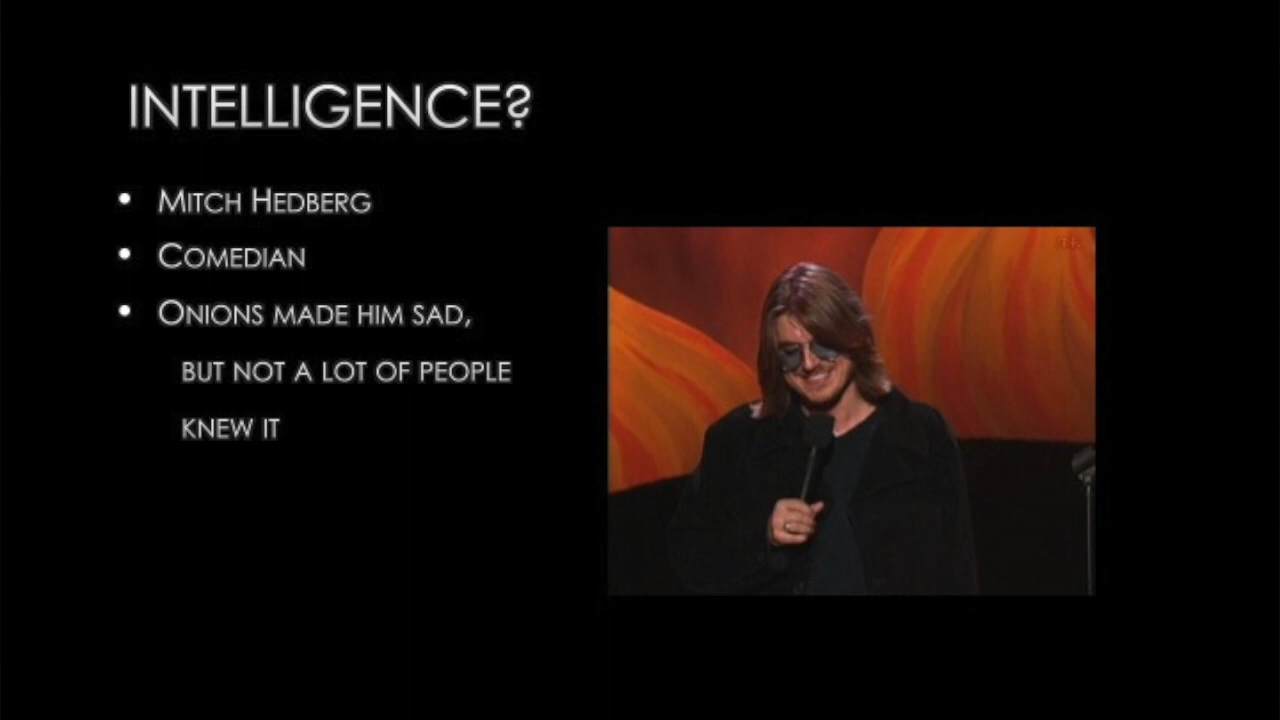 INTELLIGENCE?
• MITCH HEDBERG
• COMEDIAN
• ONIONS MADE HIM SAD,
BUT NOT A LOT OF PEOPLE
KNEW IT